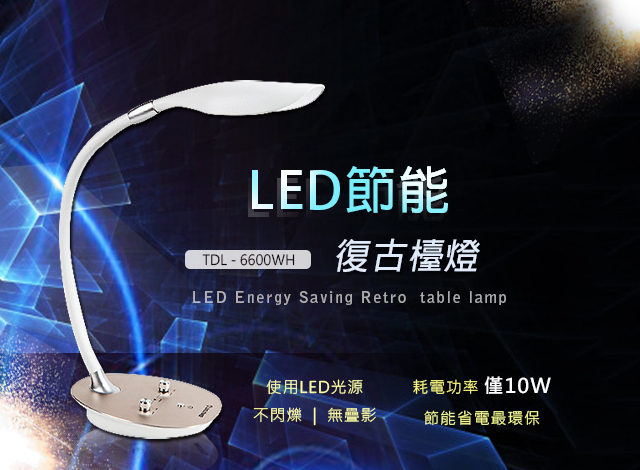 LED節能
TDL - 6600WH
復古檯燈
LED Energy Saving Retro table lamp
使用LED光源
不閃爍 | 無疊影
耗電功率 僅10W
節能省電最環保